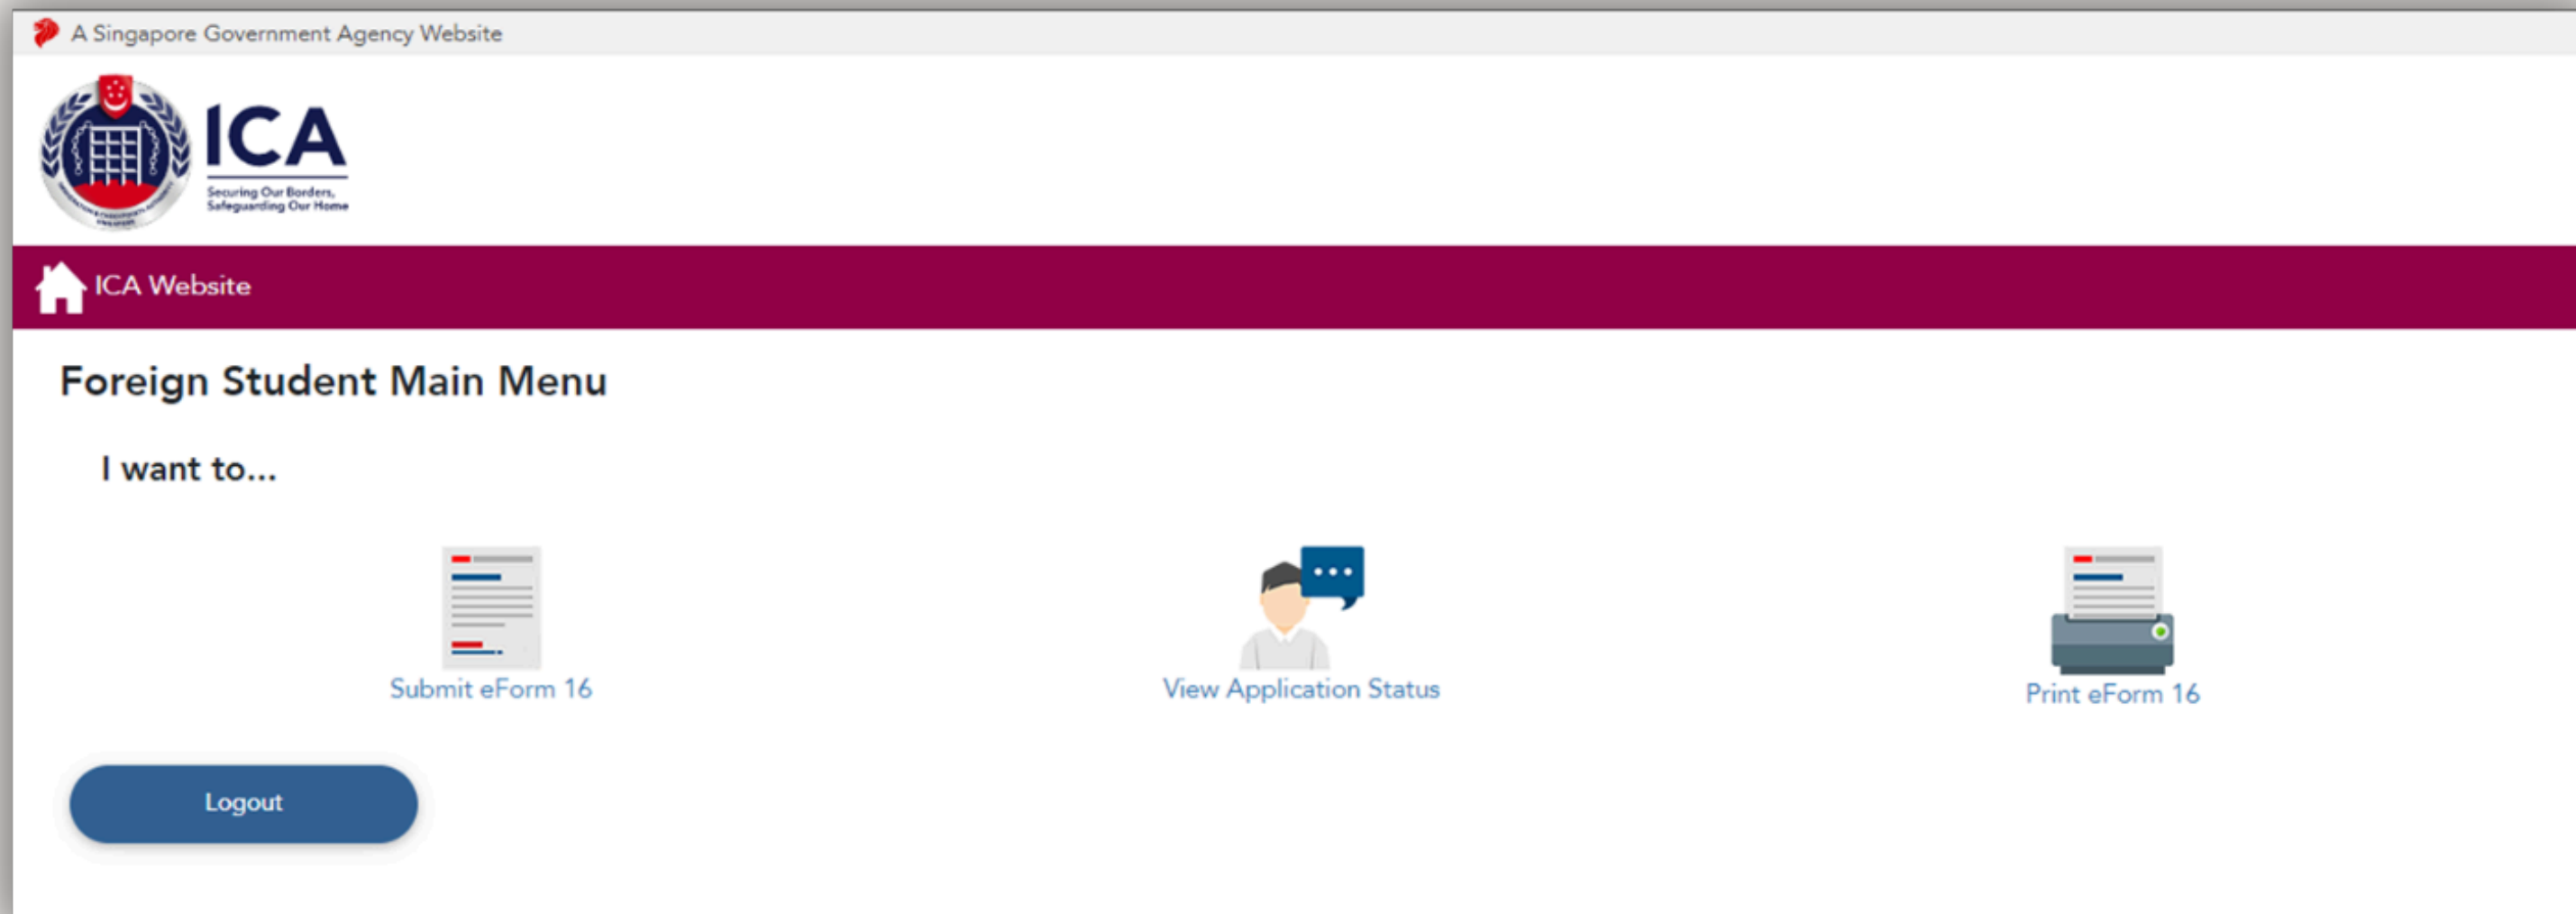 A Singapore Government Agency Website
ICA
Securing Our Borders,
Safeguarding Our Home
ICA Website
Foreign Student Main Menu
I want to...
Submit eForm 16
View Application Status
Print eForm 16
Logout